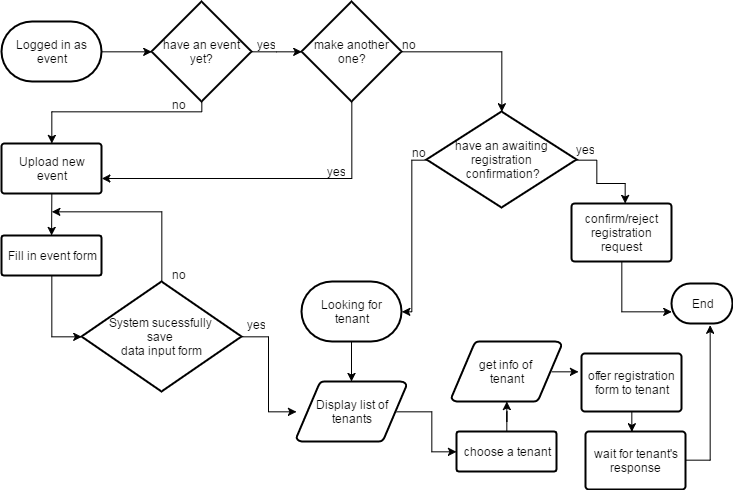 Logged in as
event
have an event
yet?
yes
make another
one?
no
no
Upload new
event
yes
have an awaiting
registration
confirmation?
no
yes
confirm/reject
registration
request
Fill in event form
no
System sucessfully
save
data input form
yes
Looking for
tenant
End
Display list of
tenants
get info of
tenant
offer registration
form to tenant
choose a tenant
wait for tenant's
response